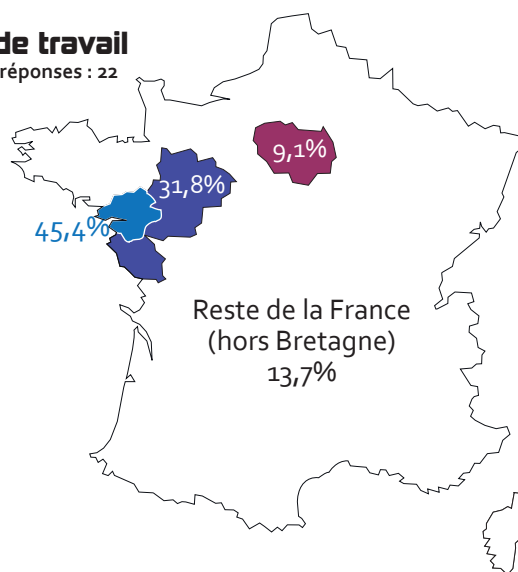 de travail
réponses : 22
9,1%
31,8%
45,4%
Reste de la France
(hors Bretagne)
13,7%